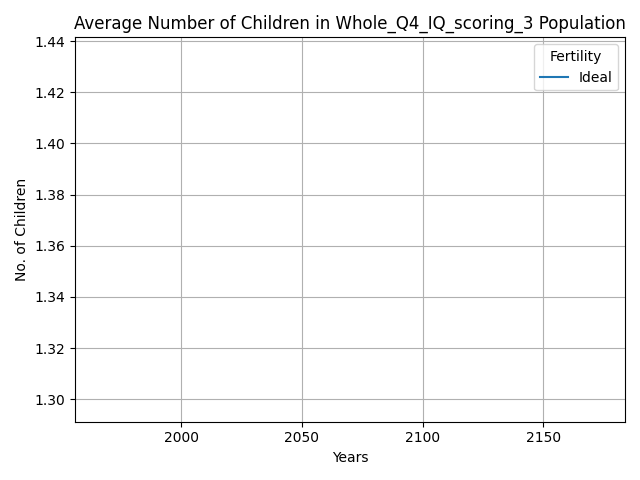 Average Number of Children in Whole_Q4_IQ_scoring_3 Population
1.44
1.42
1.40
1.38
1.36
1.34
1.32
1.30
No. of Children
Fertility
Ideal
2000 2050 2100 2150
Years